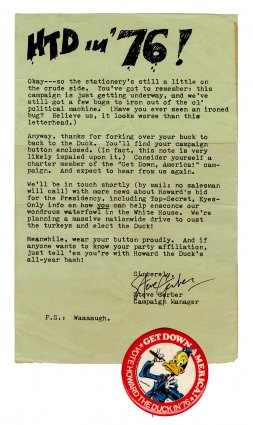 HTD in '76!
Okay---so the stationery's still a little on
the crude side. You've got to remember: this
campaign is just getting underway, and we've
still got a few bugs to iron out of the ol'
political machine. (Have you ever seen an ironed
bug? Believe us, it looks worse than this
letterhead.)
Anyway, thanks for forking over your buck to
back to the Duck. You'll find your campaign
button enclosed. (In fact, this note is very
likely impaled upon it.) Consider yourself a
charter member of the "Get Down, America!" cam-
paign. And expect to hear from us again.
We'll be in touch shortly (by mail; no salesman
will call) with more news about Howard's bid
for the Presidency, including Top-Secret, Eyes-
Only info on how you can help ensconce our
wondrous waterfowl in the White House. We're
planning a massive nationwide drive to oust
the turkeys and elect the Duck!
Meanwhile, wear your button proudly. And if
anyone wants to know your party affiliation,
just tell 'em you're with Howard the Duck's
all-year bash!
Sincerely,
Steve Gerber
Steve Gerber
Campaign Manager
P.S.: Waaaaugh.
GET DOWN AMERICA!
VOTE HOWARD THE DUCK IN '76